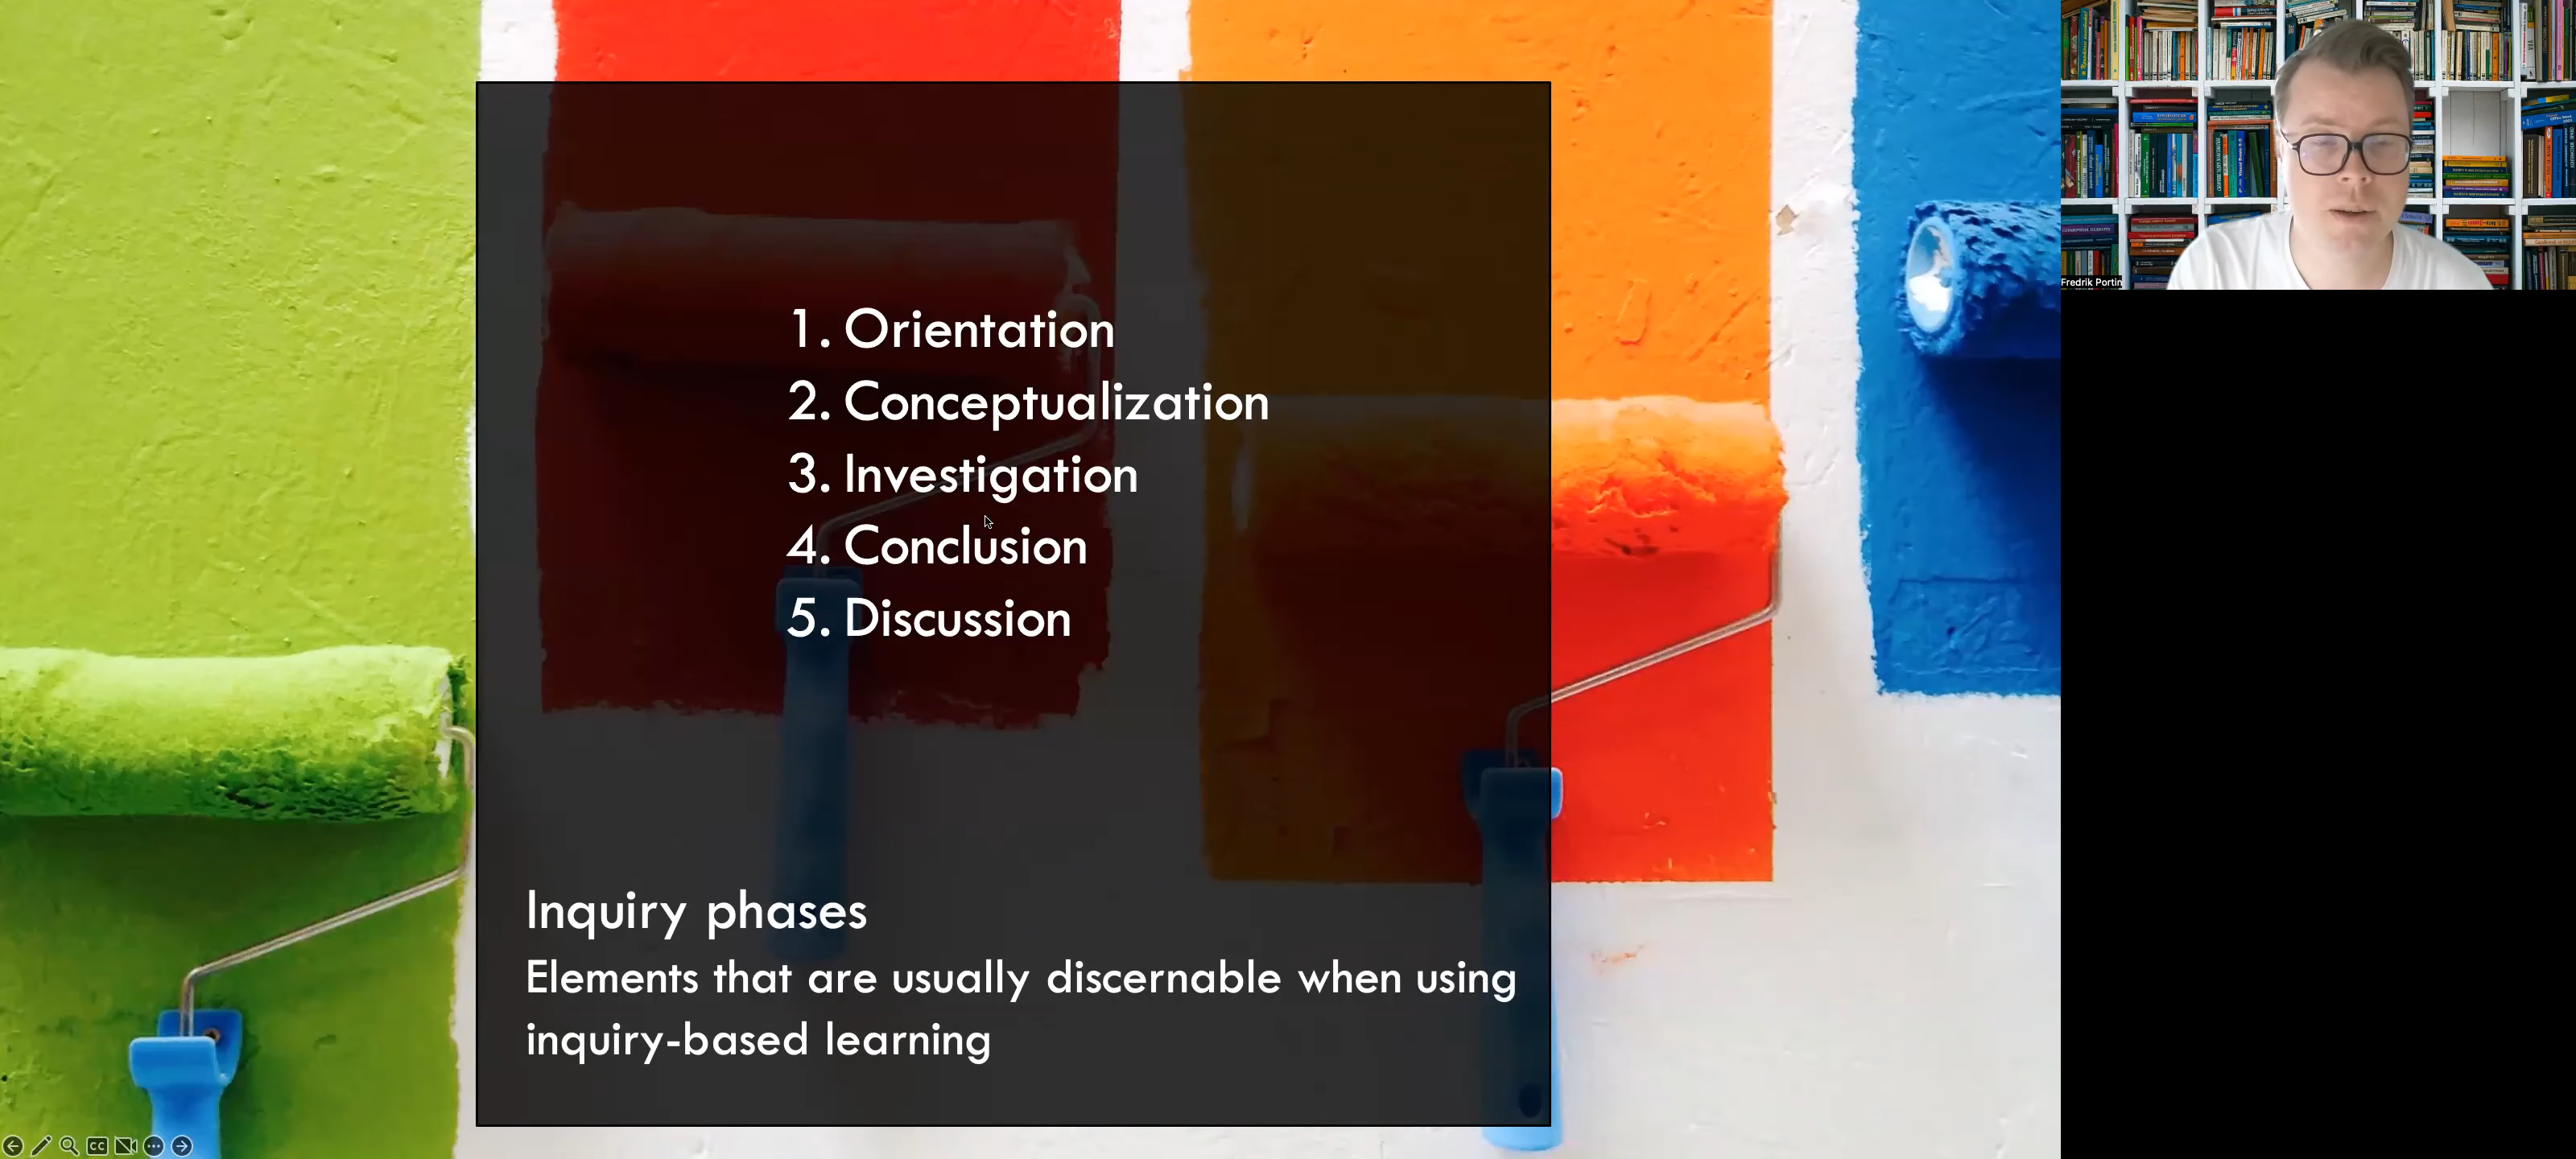 1. Orientation
2. Conceptualization
3. Investigation
4. Conclusion
5. Discussion
Inquiry phases
Elements that are usually discernable when using
inquiry-based learning
Fredrik Portin
CC